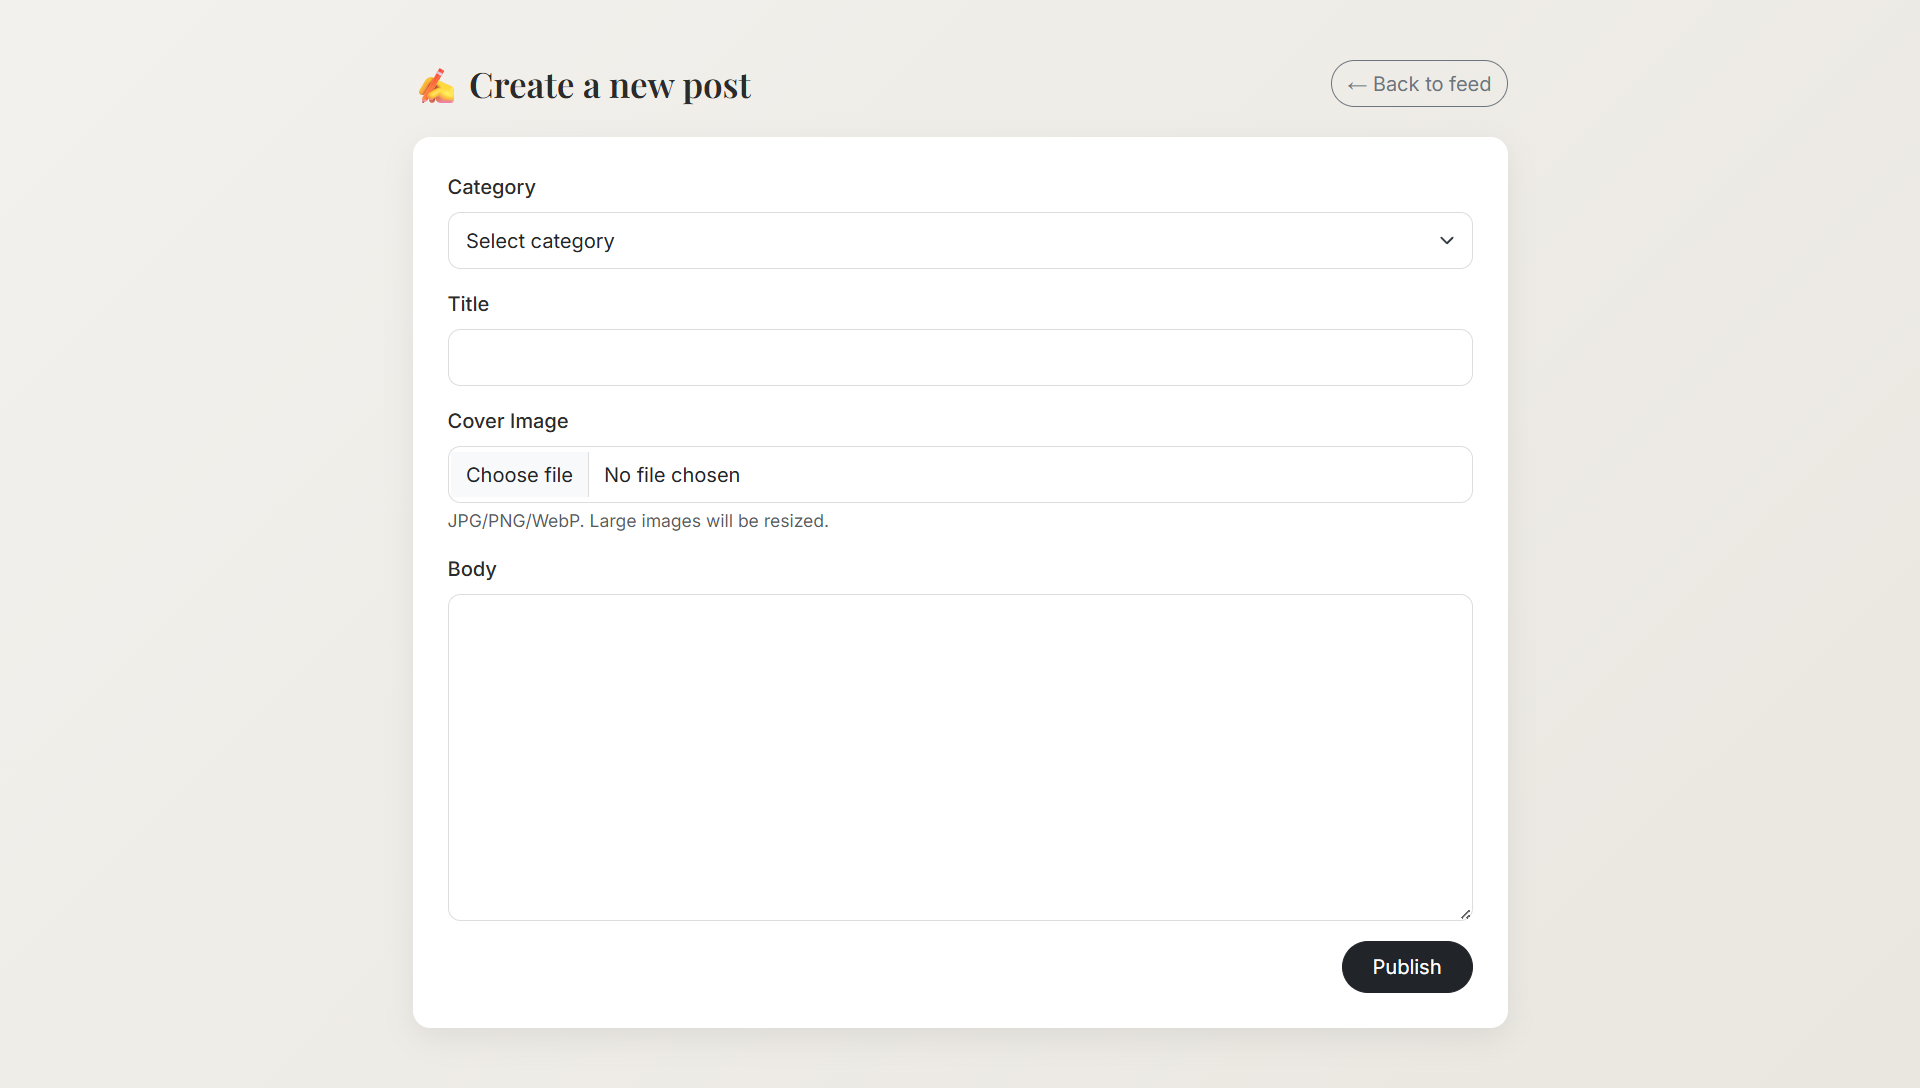 ✍️ Create a new post
← Back to feed
Category
Select category
Title
Cover Image
Choose file No file chosen
JPG/PNG/WebP. Large images will be resized.
Body
Publish